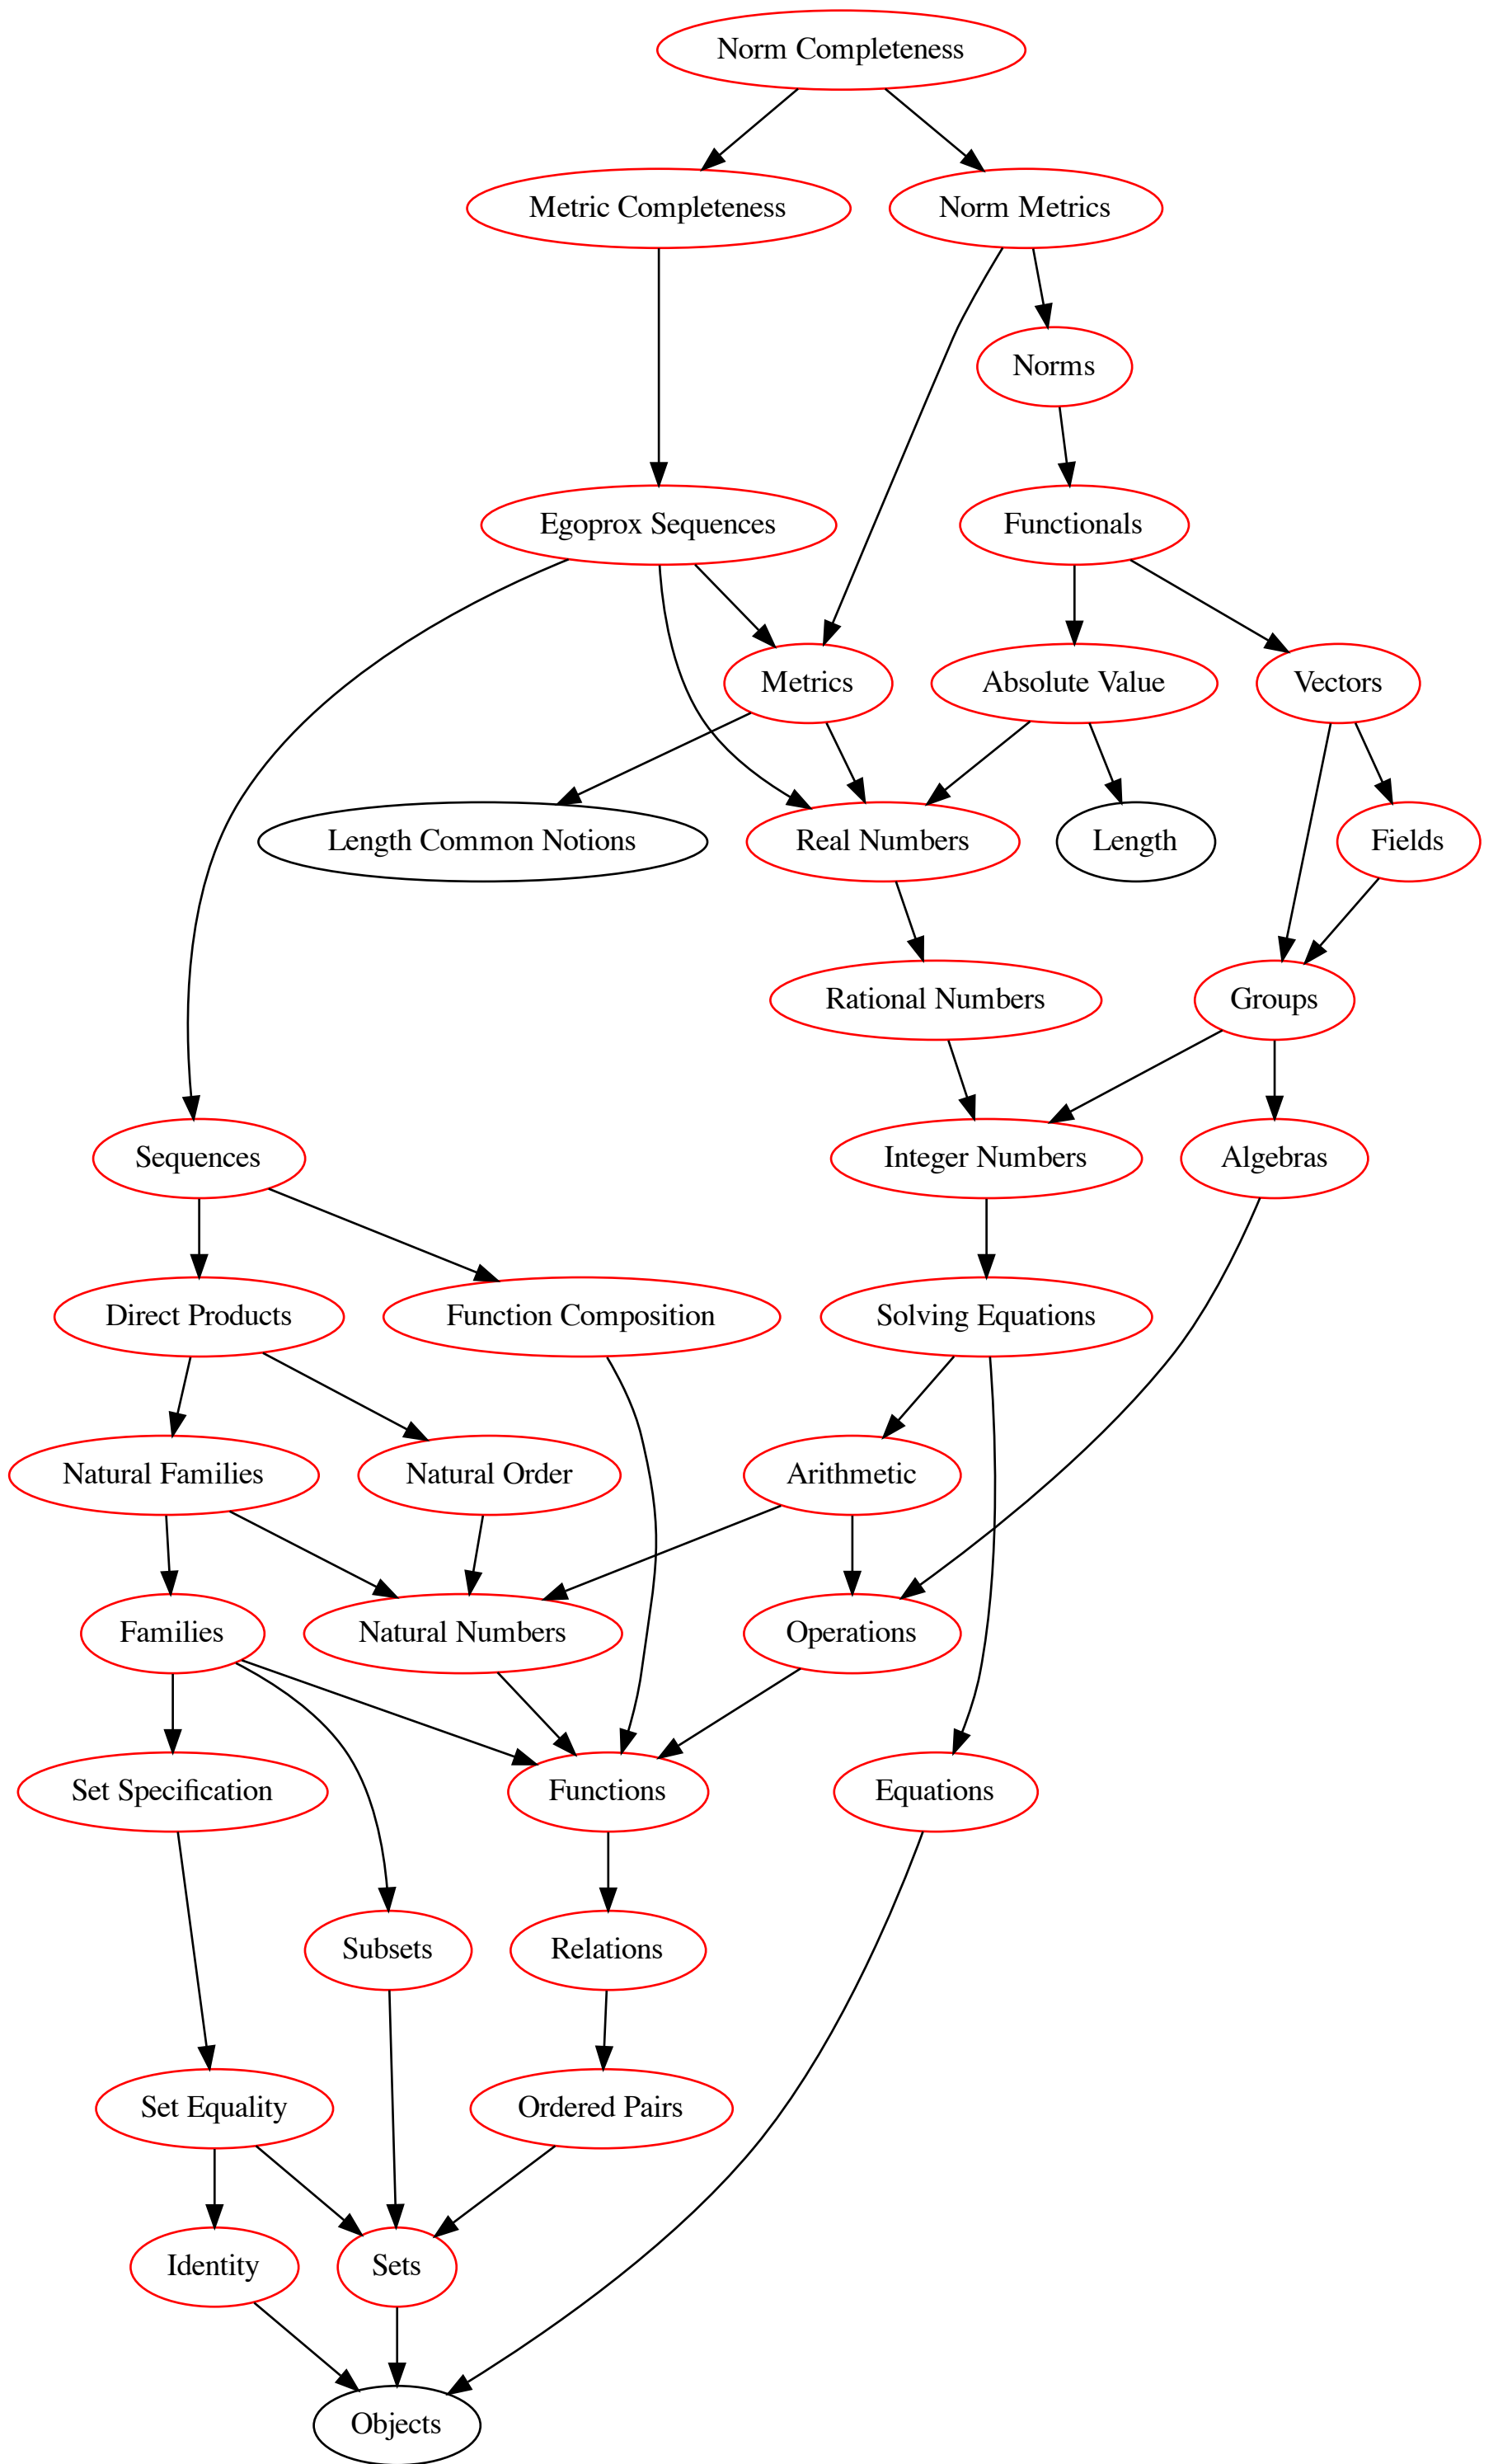 Norm Completeness
Metric Completeness
Norm Metrics
Norms
Egoprox Sequences
Functionals
Metrics
Absolute Value
Vectors
Length Common Notions
Real Numbers
Length
Fields
Rational Numbers
Groups
Sequences
Integer Numbers
Algebras
Direct Products
Function Composition
Solving Equations
Natural Families
Natural Order
Arithmetic
Families
Natural Numbers
Operations
Set Specification
Functions
Equations
Subsets
Relations
Set Equality
Ordered Pairs
Identity
Sets
Objects